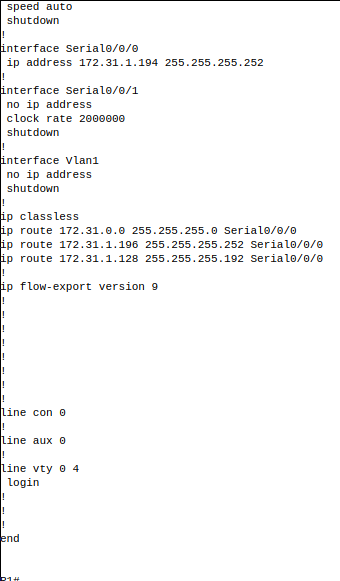 speed auto
shutdown
!
interface Serial0/0/0
ip address 172.31.1.194 255.255.255.252
!
interface Serial0/0/1
no ip address
clock rate 2000000
shutdown
!
interface Vlan1
no ip address
shutdown
!
ip classless
ip route 172.31.0.0 255.255.255.0 Serial0/0/0
ip route 172.31.1.196 255.255.255.252 Serial0/0/0
ip route 172.31.1.128 255.255.255.192 Serial0/0/0
!
ip flow-export version 9
!
!
!
!
!
!
!
!
line con 0
!
line aux 0
!
line vty 0 4
login
!
!
!
end
R1#